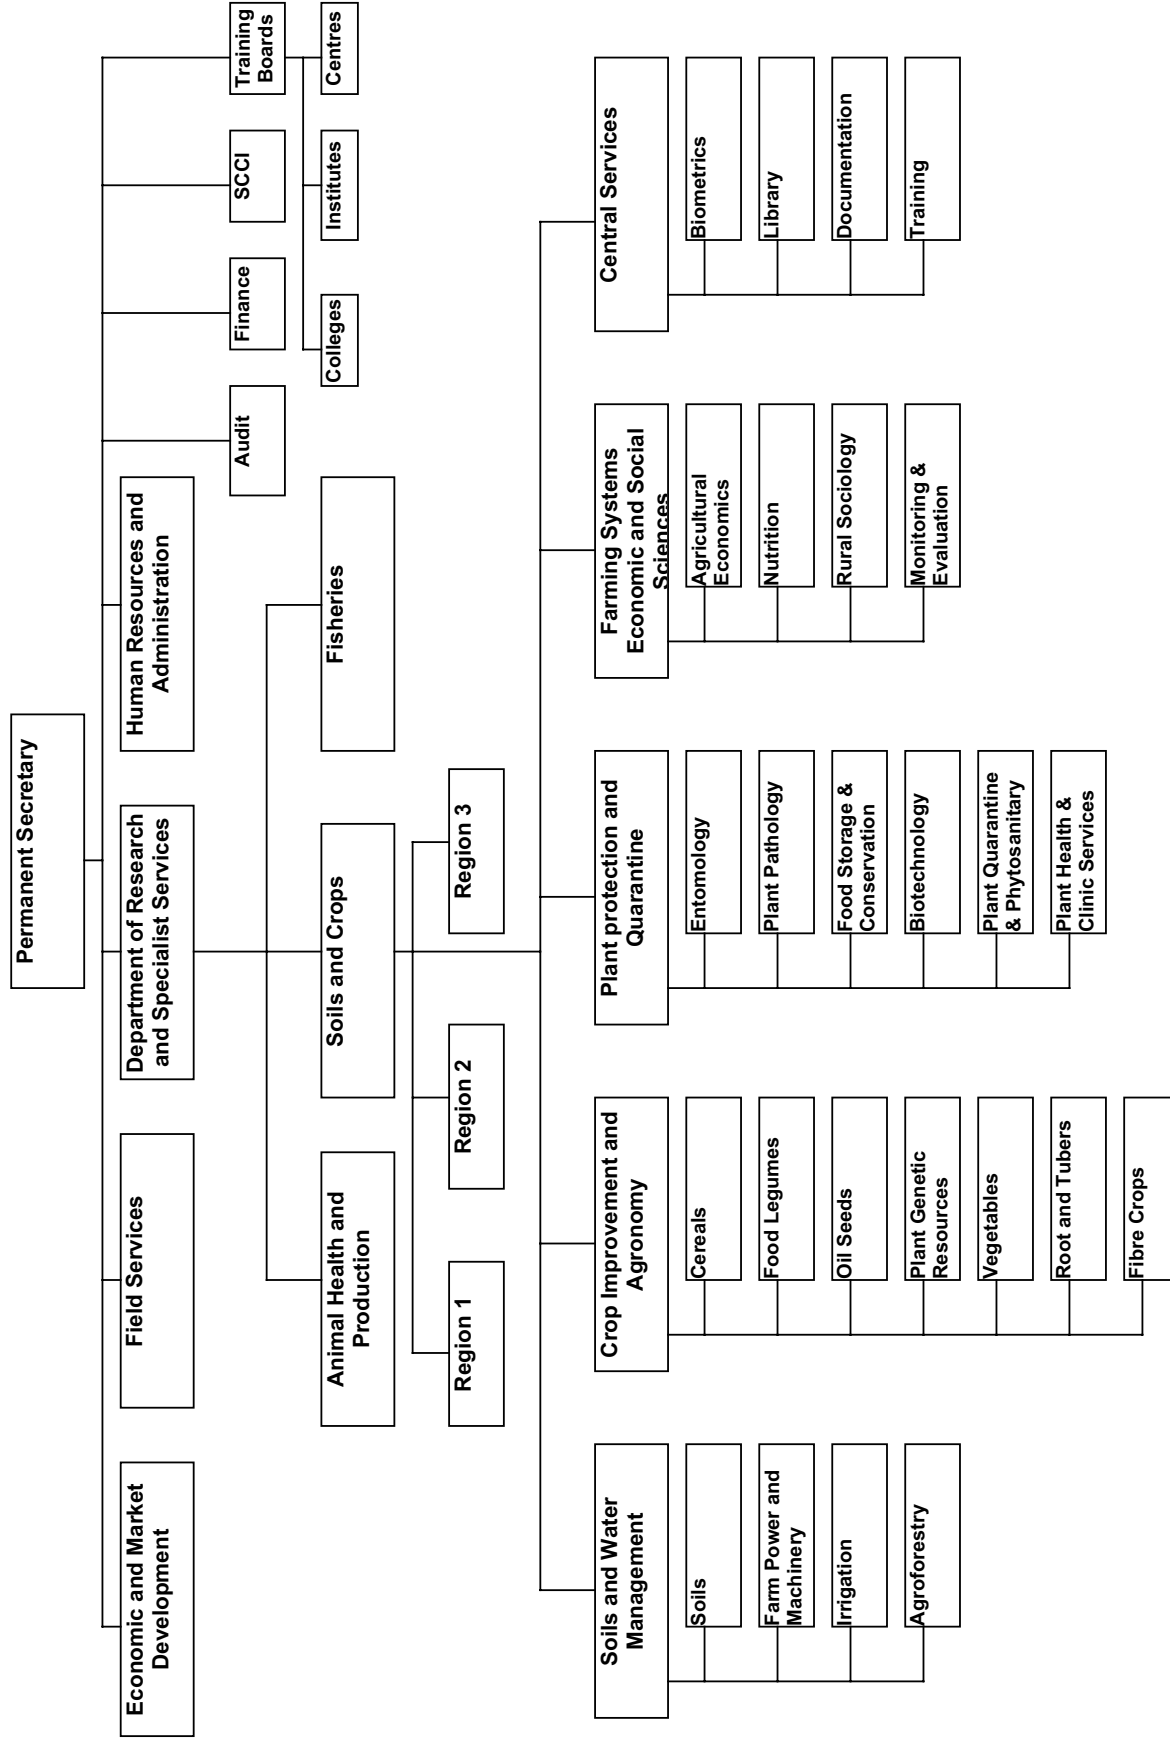 Permanent Secretary
Economic and Market
Development
Field Services
Department of Research
and Specialist Services
Human Resources and
Administration
Audit
Finance
SCCI
Training
Boards
Colleges
Institutes
Centres
Animal Health and
Production
Soils and Crops
Fisheries
Region 1
Region 2
Region 3
Soils and Water
Management
Soils
Farm Power and
Machinery
Irrigation
Agroforestry
Crop Improvement and
Agronomy
Cereals
Food Legumes
Oil Seeds
Plant Genetic
Resources
Vegetables
Root and Tubers
Fibre Crops
Plant protection and
Quarantine
Entomology
Plant Pathology
Food Storage &
Conservation
Biotechnology
Plant Quarantine
& Phytosanitary
Plant Health &
Clinic Services
Farming Systems
Economic and Social
Sciences
Agricultural
Economics
Nutrition
Rural Sociology
Monitoring &
Evaluation
Central Services
Biometrics
Library
Documentation
Training